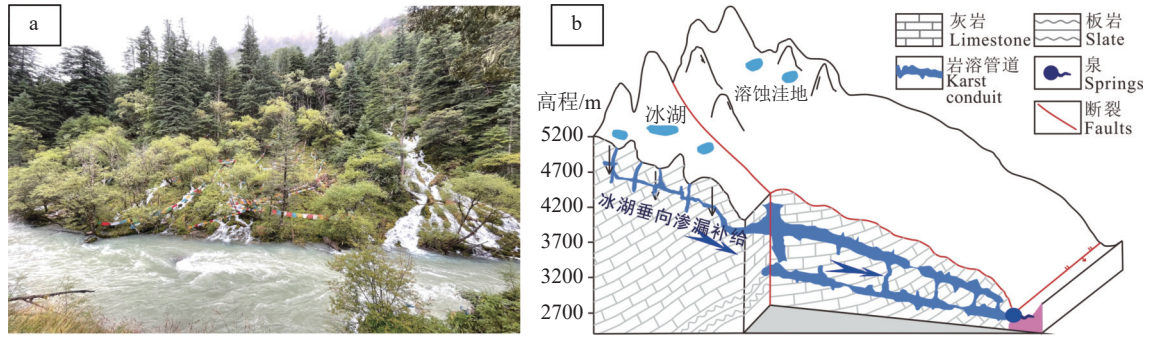 a
b
灰岩
Limestone
板岩
Slate
岩溶管道
Karst
conduit
泉
Springs
断裂
Faults
高程/m
5200
4700
4200
3700
3200
2700
冰湖
溶蚀洼地
冰湖垂向渗漏补给